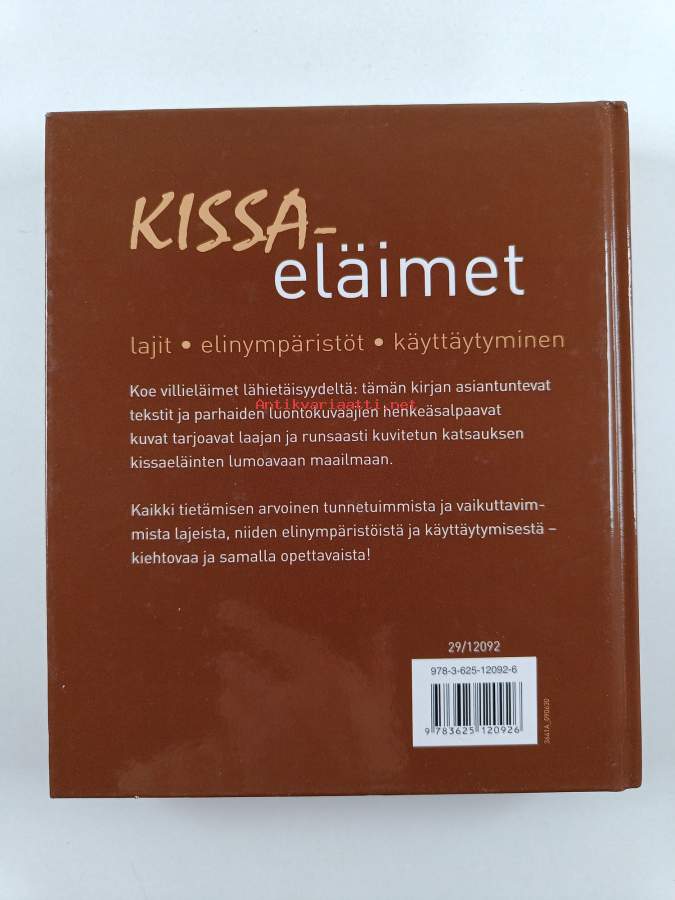 KISSA-
eläimet
lajit • elinympäristöt • käyttäytyminen
Koe villieläimet lähietäisyydeltä: tämän kirjan asiantuntevat
Antikvariaatti.net
tekstit ja parhaiden luontokuvaajien henkeäsalpaavat
kuvat tarjoavat laajan ja runsaasti kuvitetun katsauksen
kissaeläinten lumoavaan maailmaan.
Kaikki tietämisen arvoinen tunnetuimmista ja vaikuttavim-
mista lajeista, niiden elinympäristöistä ja käyttäytymisestä –
kiehtovaa ja samalla opettavaista!
29/12092
978-3-625-12092-6
9 783625 120926
3641A_090630